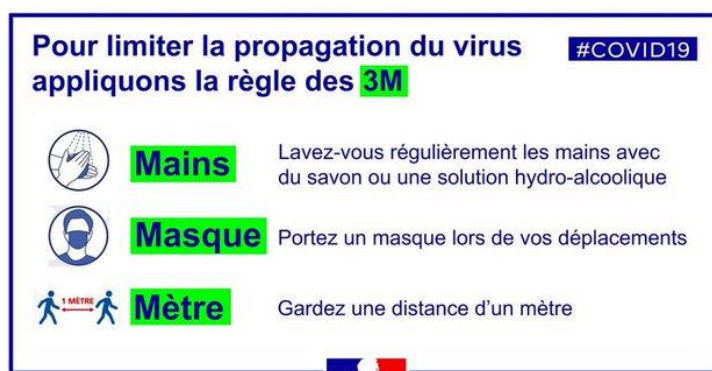 Pour limiter la propagation du virus
appliquons la règle des 3M
#COVID19
Mains
Lavez-vous régulièrement les mains avec
du savon ou une solution hydro-alcoolique
Masque
Portez un masque lors de vos déplacements
1 MÈTRE
Mètre
Gardez une distance d'un mètre